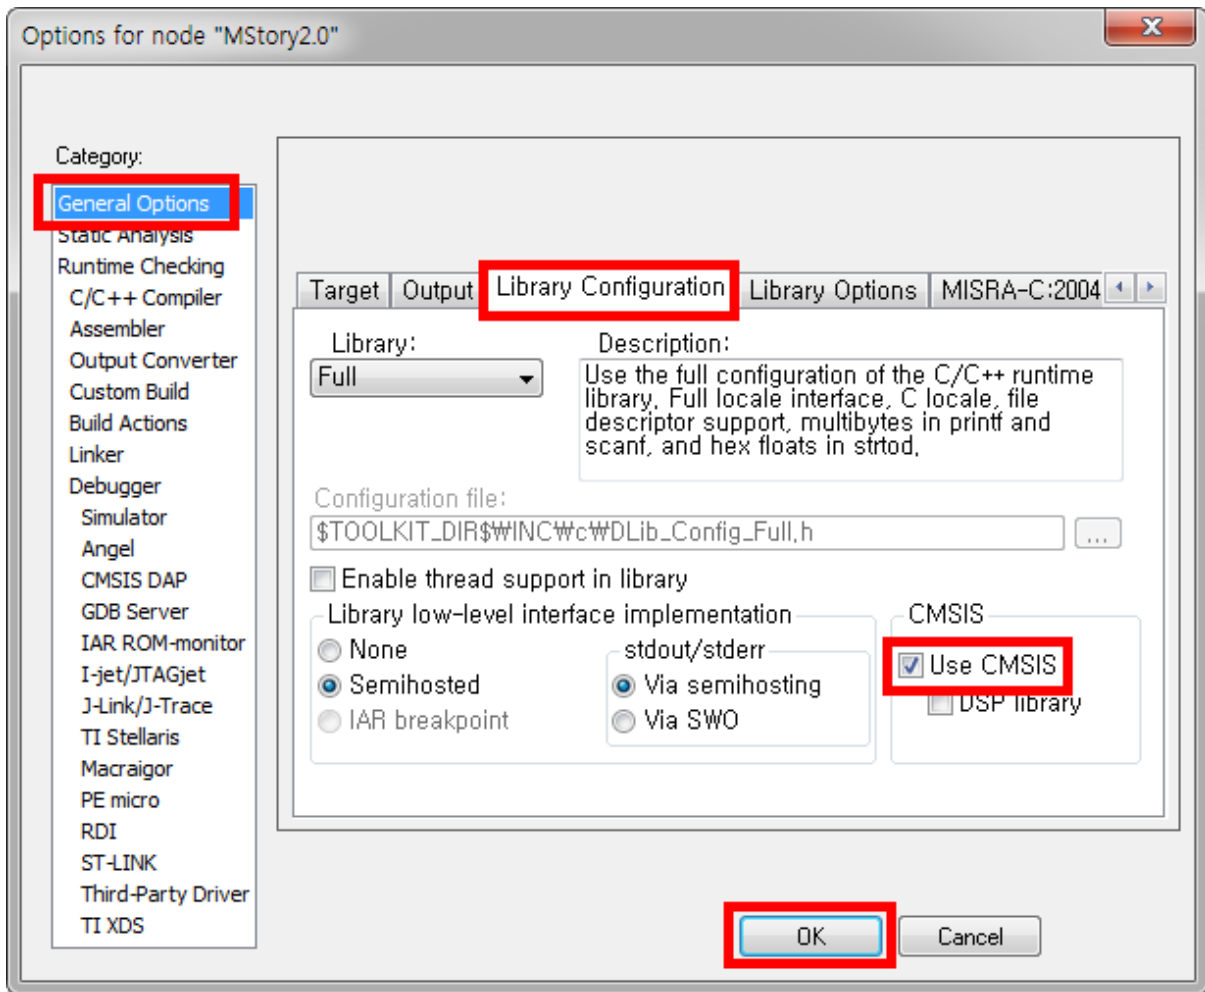 Options for node "MStory2.0"
X
Category:
General Options
Static Analysis
Runtime Checking
C/C++ Compiler
Assembler
Output Converter
Custom Build
Build Actions
Linker
Debugger
Simulator
Angel
CMSIS DAP
GDB Server
IAR ROM-monitor
I-jet/JTAGjet
J-Link/J-Trace
TI Stellaris
Macraigor
PE micro
RDI
ST-LINK
Third-Party Driver
TI XDS
Target Output Library Configuration Library Options MISRA-C:2004
Library:
Full
Description:
Use the full configuration of the C/C++ runtime
library, Full locale interface, C locale, file
descriptor support, multibytes in printf and
scanf, and hex floats in strtod,
Configuration file:
$TOOLKIT_DIR$₩INC₩c₩DLib_Config_Full,h
...
Enable thread support in library
Library low-level interface implementation
None
Semihosted
IAR breakpoint
stdout/stderr
Via semihosting
Via SWO
CMSIS
Use CMSIS
DSP library
OK Cancel